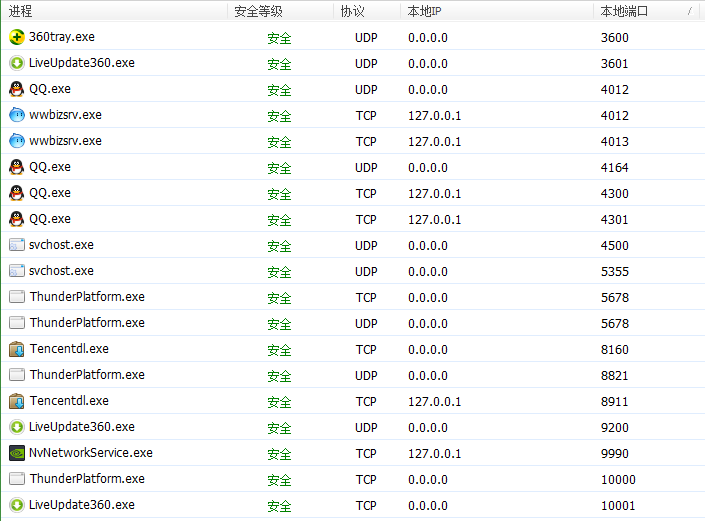 进程 安全等级 协议 本地IP 本地端口 /
360tray.exe 安全 UDP 0.0.0.0 3600
LiveUpdate360.exe 安全 UDP 0.0.0.0 3601
QQ.exe 安全 UDP 0.0.0.0 4012
wwbizsrv.exe 安全 TCP 127.0.0.1 4012
wwbizsrv.exe 安全 TCP 127.0.0.1 4013
QQ.exe 安全 UDP 0.0.0.0 4164
QQ.exe 安全 TCP 127.0.0.1 4300
QQ.exe 安全 TCP 127.0.0.1 4301
svchost.exe 安全 UDP 0.0.0.0 4500
svchost.exe 安全 UDP 0.0.0.0 5355
ThunderPlatform.exe 安全 TCP 0.0.0.0 5678
ThunderPlatform.exe 安全 UDP 0.0.0.0 5678
Tencentdl.exe 安全 TCP 0.0.0.0 8160
ThunderPlatform.exe 安全 UDP 0.0.0.0 8821
Tencentdl.exe 安全 TCP 127.0.0.1 8911
LiveUpdate360.exe 安全 UDP 0.0.0.0 9200
NvNetworkService.exe 安全 TCP 127.0.0.1 9990
ThunderPlatform.exe 安全 TCP 0.0.0.0 10000
LiveUpdate360.exe 安全 TCP 0.0.0.0 10001